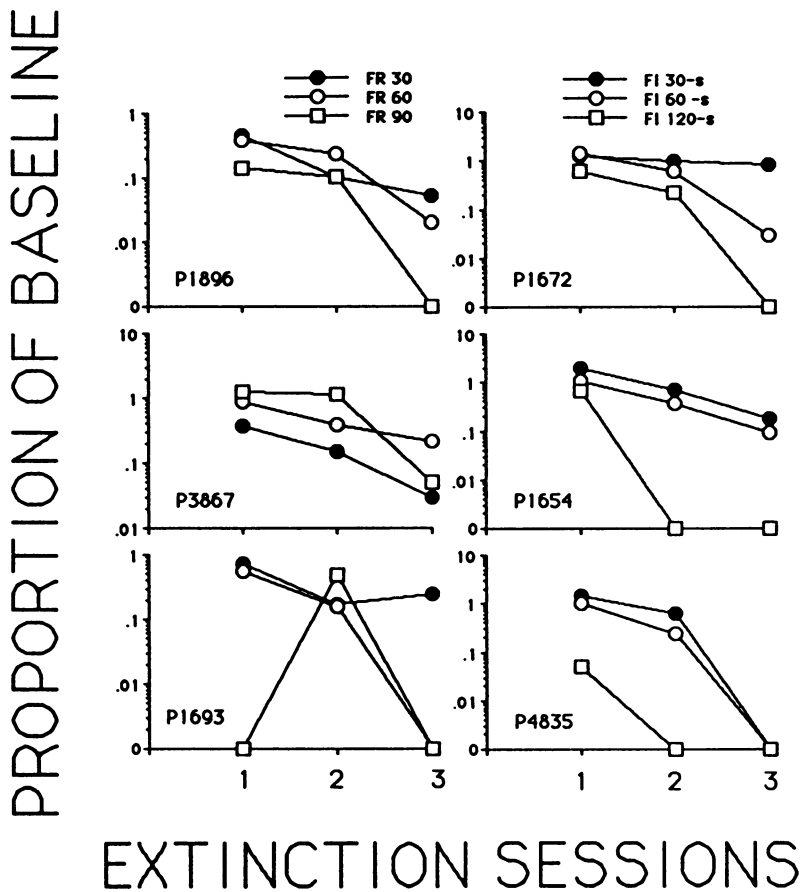 PROPORTION OF BASELINE
FR 30
FR 60
FR 90
FI 30-s
FI 60 -s
FI 120-s
1
.1
.01
0
P1896
10
1
.1
.01
0
P1672
10
1
.1
.01
P3867
10
1
.1
.01
0
P1654
1
.1
.01
0
P1693
1 2 3
10
1
.1
.01
0
P4835
1 2 3
EXTINCTION SESSIONS